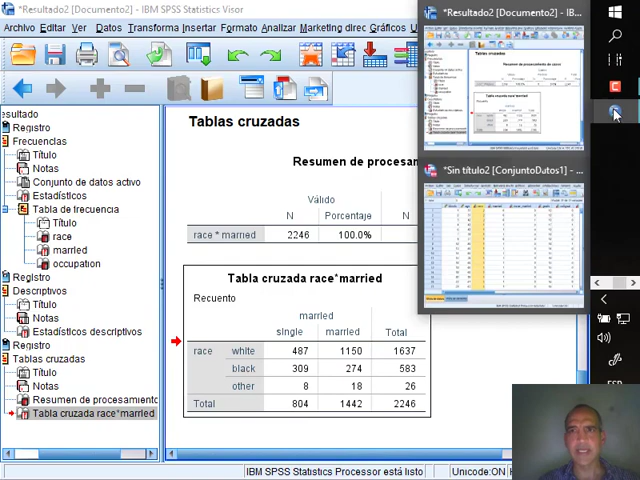 *Resultado2 [Documento2] - IBM SPSS Statistics Visor
Archivo Editar Ver Datos Transforma Insertar Formato Analizar Marketing direc Gráficos
esultado
Registro
Frecuencias
Título
Notas
Conjunto de datos activo
Estadísticos
Tabla de frecuencia
Título
race
married
occupation
Registro
Descriptivos
Título
Notas
Estadísticos descriptivos
Registro
Tablas cruzadas
Título
Notas
Resumen de procesamiento
Tabla cruzada race*married
Tablas cruzadas
Resumen de procesam
Válido
N Porcentaje N
race * married 2246 100.0%
Tabla cruzada race*married
Recuento
married
single married Total
race white 487 1150 1637
black 309 274 583
other 8 18 26
Total 804 1442 2246
*Resultado2 [Documento2] - IB...
Tablas cruzadas
*Sin título2 [ConjuntoDatos1] - ...
IBM SPSS Statistics Processor está listo
Unicode:ON
ESP